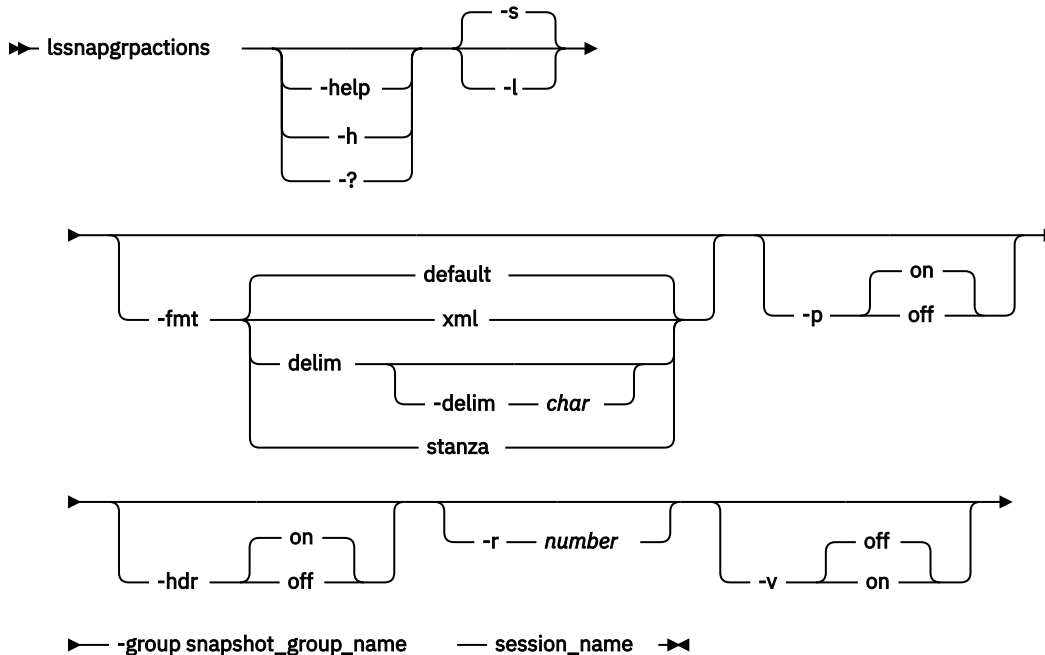 -s
lssnapgrpactions
-help
-l
-h
-?
default
on
-fmt
xml
-p
off
delim
-delim char
stanza
on
off
-r number
-hdr
off
-v
on
-group snapshot_group_name session_name